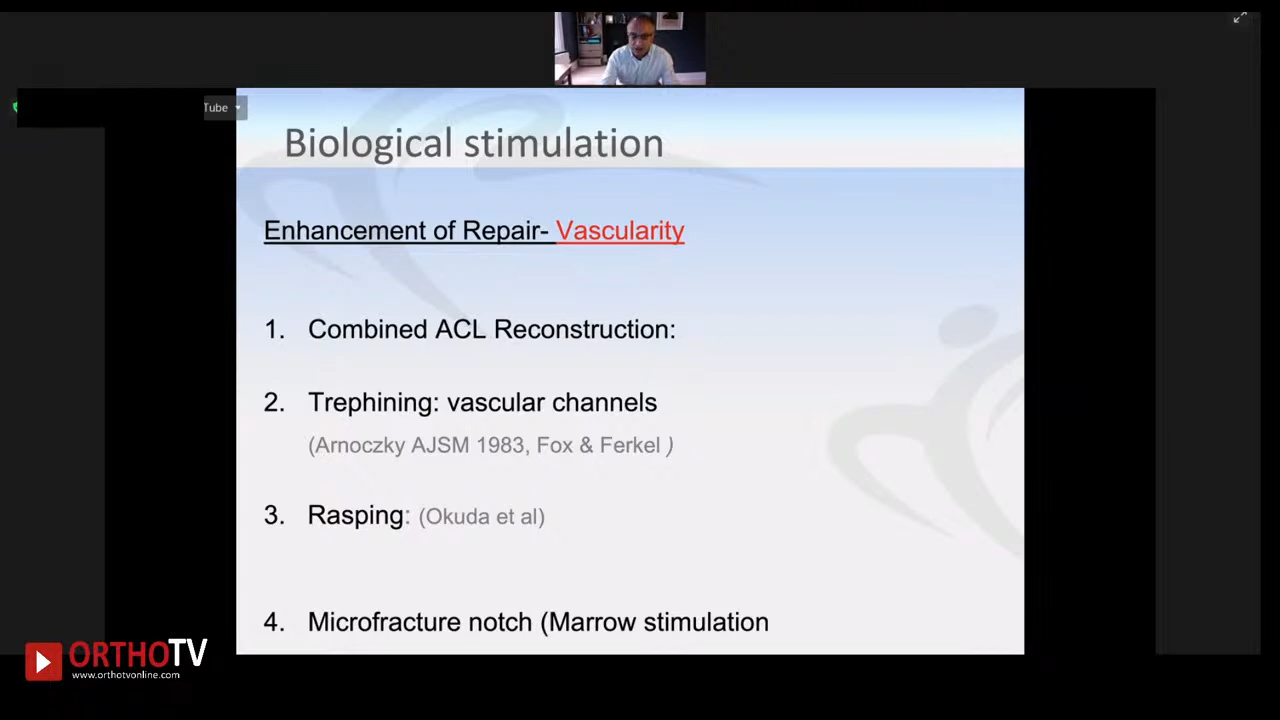 Tube
Biological stimulation
Enhancement of Repair- Vascularity
1. Combined ACL Reconstruction:
2. Trephining: vascular channels
(Arnoczky AJSM 1983, Fox & Ferkel )
3. Rasping: (Okuda et al)
4. Microfracture notch (Marrow stimulation
ORTHOTV
www.orthotvonline.com